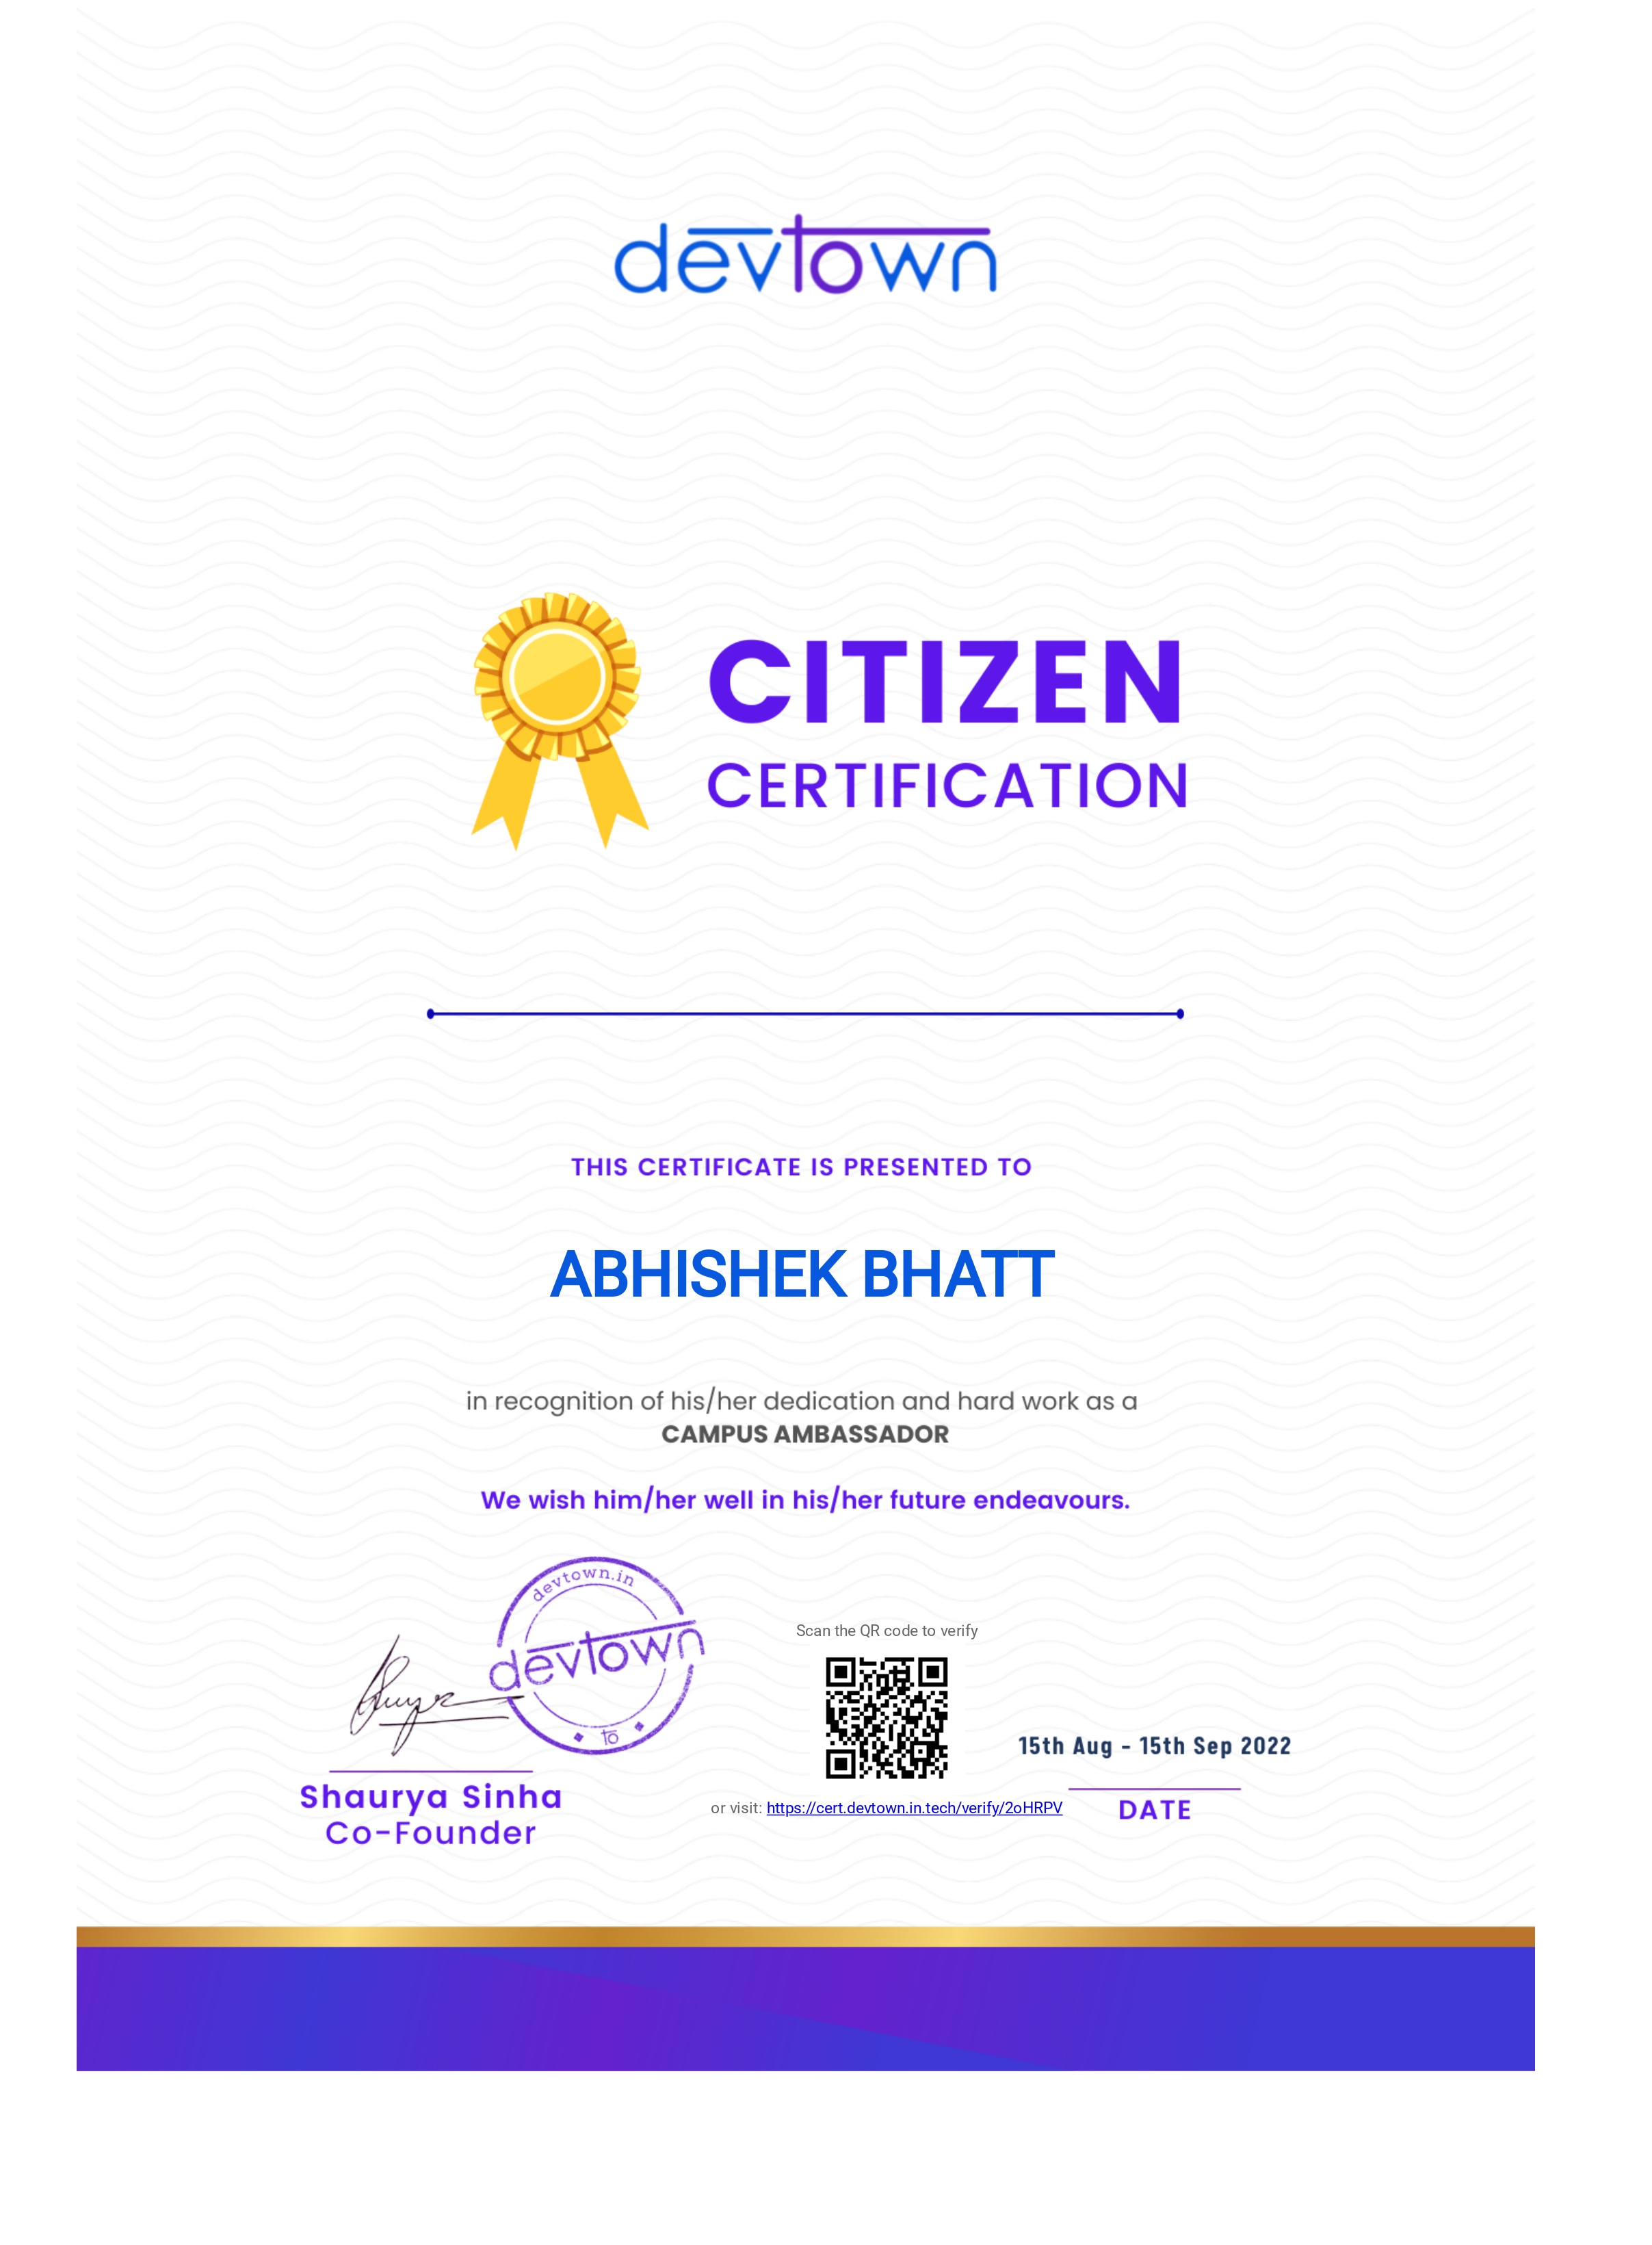 devtown
CITIZEN
CERTIFICATION
THIS CERTIFICATE IS PRESENTED TO
ABHISHEK BHATT
in recognition of his/her dedication and hard work as a
CAMPUS AMBASSADOR
We wish him/her well in his/her future endeavours.
devtown.in
devtown
to
Scan the QR code to verify
15th Aug - 15th Sep 2022
Shaurya Sinha
Co-Founder
or visit: https://cert.devtown.in.tech/verify/2oHRPV
DATE